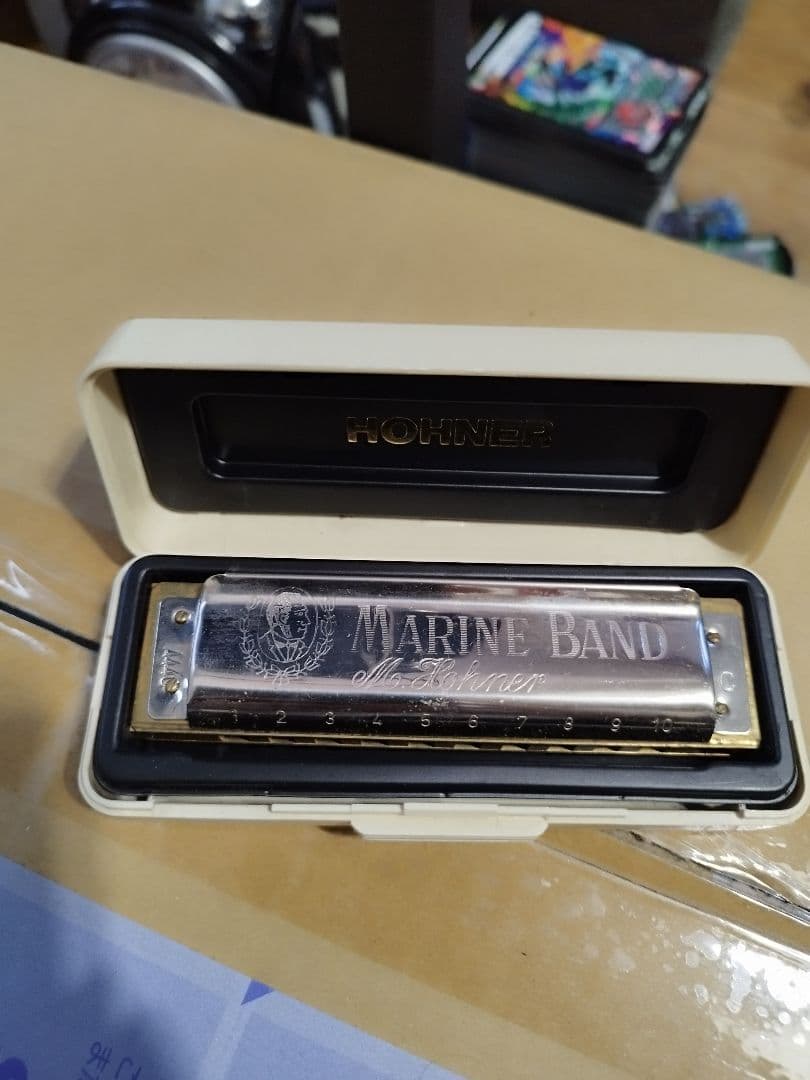 HOHNER
MARINE BAND
M. Hohner
C
1 2 3 4 5 6 7 8 9 10